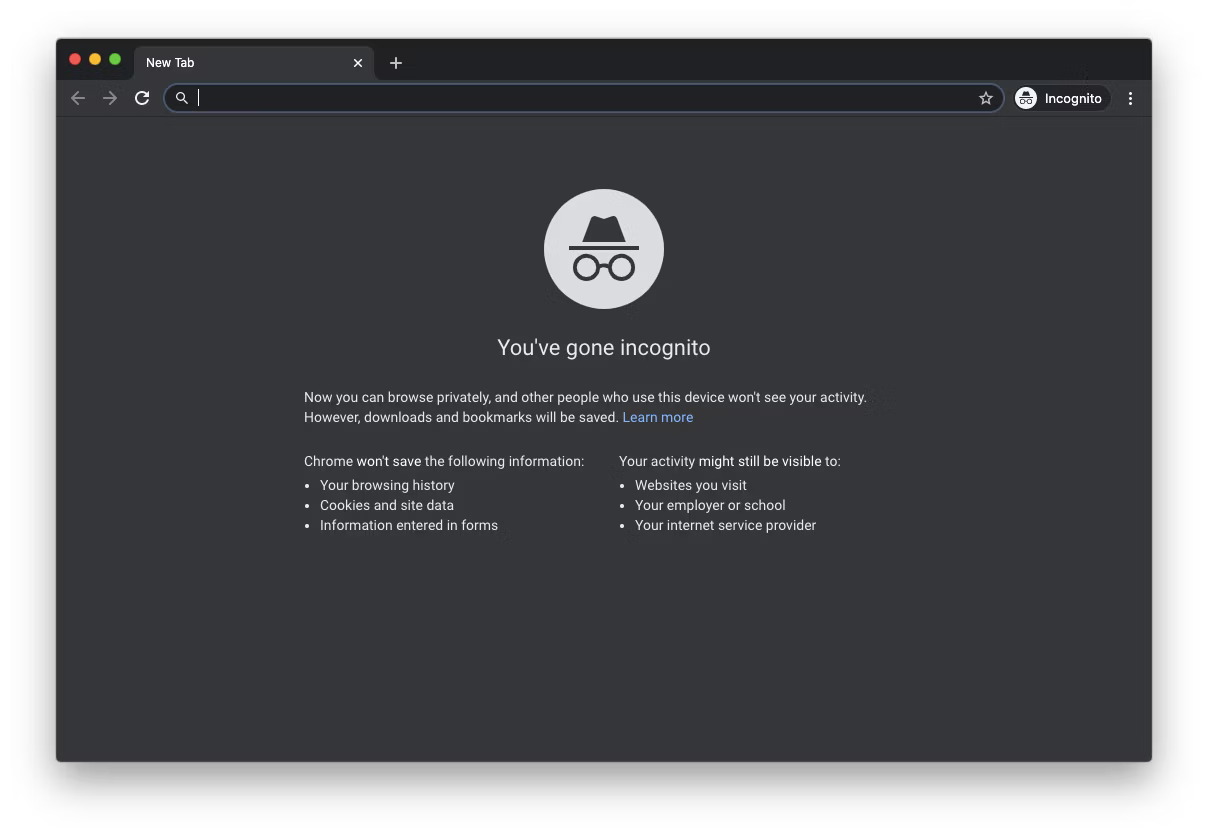 New Tab
Incognito
You've gone incognito
Now you can browse privately, and other people who use this device won't see your activity.
However, downloads and bookmarks will be saved. Learn more
Chrome won't save the following information:
Your browsing history
Cookies and site data
Information entered in forms
Your activity might still be visible to:
Websites you visit
Your employer or school
Your internet service provider